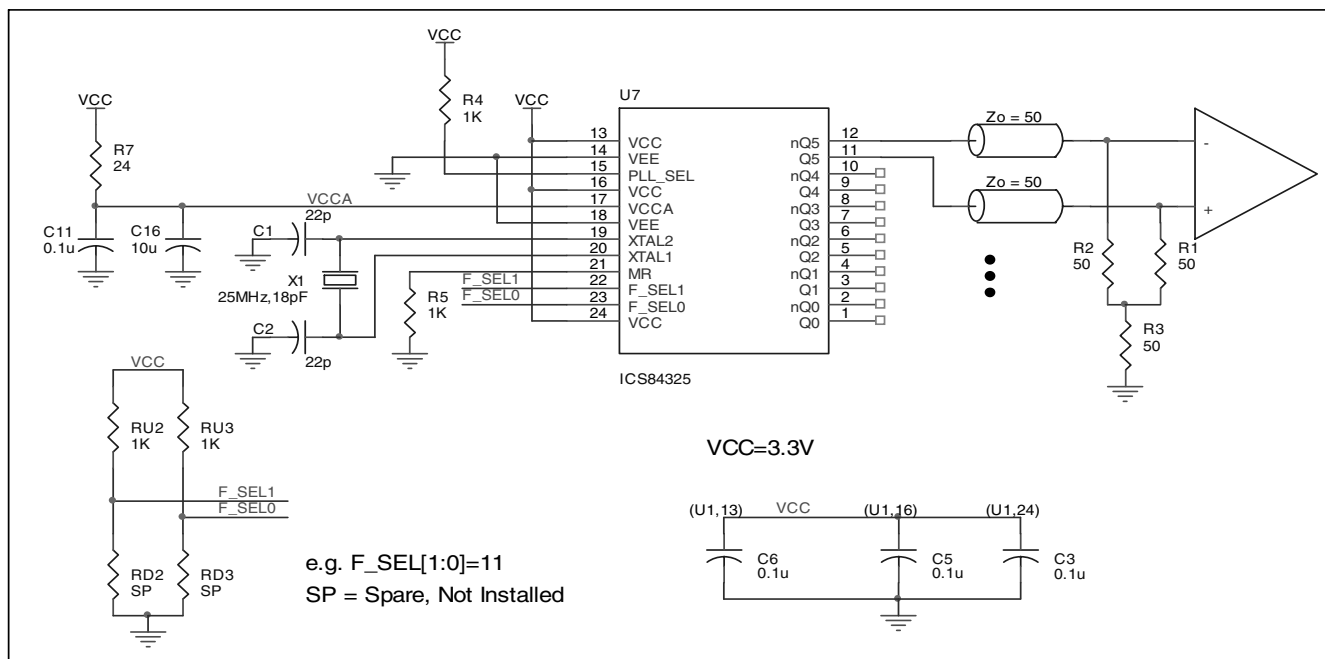 VCC
R4
1K
VCC
R7
24
VCC
U7
VCCA
13
14
15
16
17
18
19
20
21
22
23
24
VCC
VEE
PLL_SEL
VCC
VCCA
VEE
XTAL2
XTAL1
MR
F_SEL1
F_SEL0
VCC
nQ5
Q5
nQ4
Q4
nQ3
Q3
nQ2
Q2
nQ1
Q1
nQ0
Q0
12
11
10
9
8
7
6
5
4
3
2
1
ICS84325
C11
0.1u
C16
10u
22p
C1
X1
25MHz,18pF
C2
22p
F_SEL1
F_SEL0
R5
1K
Zo = 50
Zo = 50
-
+
R2
50
R1
50
R3
50
VCC
RU2
1K
RU3
1K
F_SEL1
F_SEL0
RD2
SP
RD3
SP
e.g. F_SEL[1:0]=11
SP = Spare, Not Installed
VCC=3.3V
(U1,13)
VCC
(U1,16)
(U1,24)
C6
0.1u
C5
0.1u
C3
0.1u